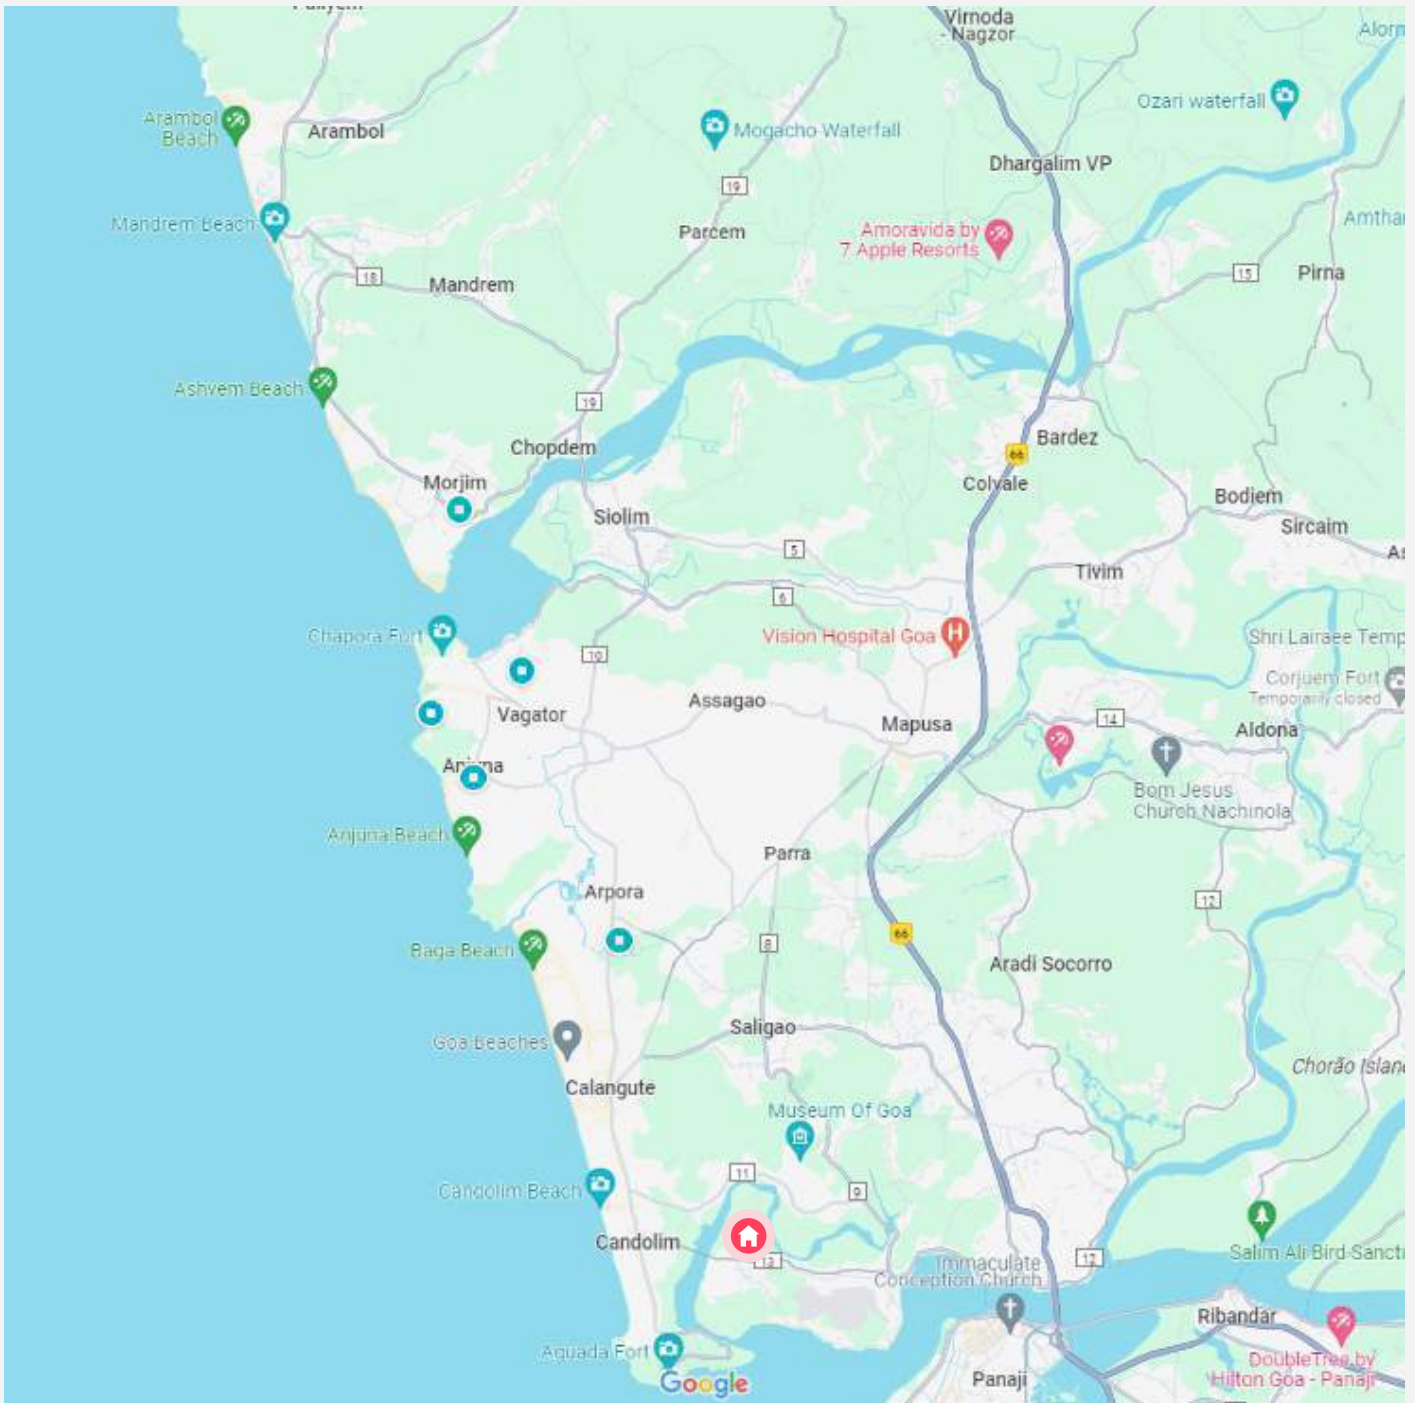 Virnoda
- Nagzor
Arambol
Beach
Arambol
Mogacho Waterfall
Ozari waterfall
Dhargalim VP
19
Mandrem Beach
Parcem
Amoravida by
7 Apple Resorts
18
Mandrem
15
Pirna
Ashvem Beach
19
Chopdem
Bardez
66
Morjim
Colvale
Bodiem
Siolim
Sircaim
5
Tivim
6
Chapora Fort
Vision Hospital Goa
Shri Lairaee Temp
10
Corjuem Fort
Temporarily closed
Assagao
Vagator
Mapusa
14
Aldona
Anjuna
Bom Jesus
Church Nachinola
Anjuna Beach
Parra
Arpora
12
66
Baga Beach
8
Aradi Socorro
Saligao
Goa Beaches
Chorão Islan
Calangute
Museum Of Goa
11
Candolim Beach
9
Candolim
13
Immaculate
Conception Church
12
Salim Ali Bird Sanct
Ribandar
Aguada Fort
DoubleTree by
Hilton Goa - Panaji
Google
Panaji